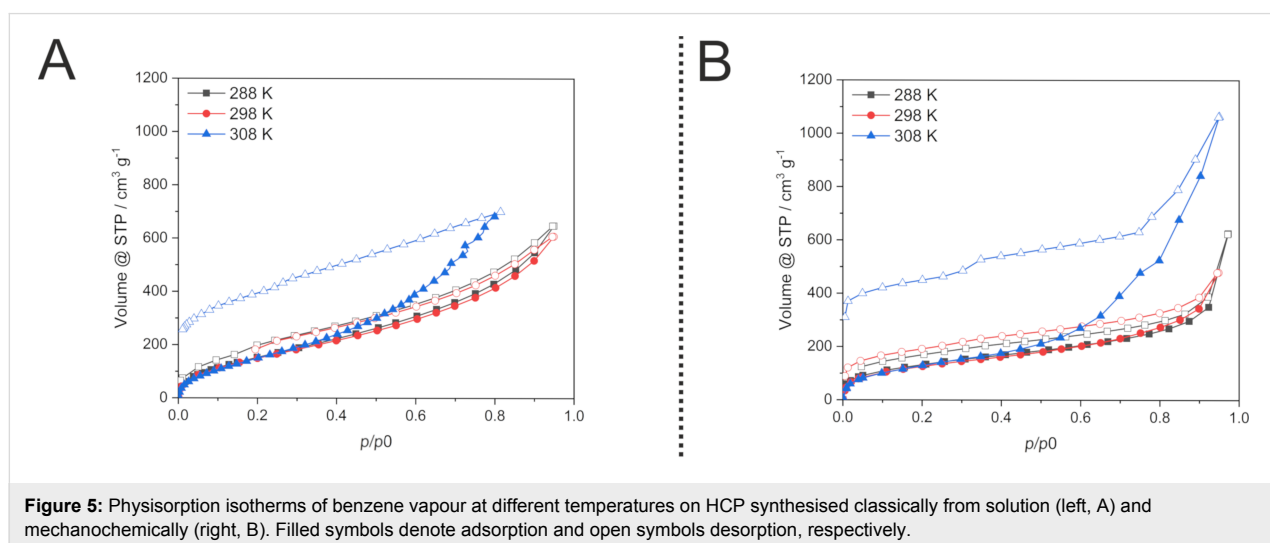 A
B
Volume @ STP / cm³ g⁻¹
1200
1000
800
600
400
200
0
288 K
298 K
308 K
0.0 0.2 0.4 0.6 0.8 1.0
p/p0
Volume @ STP / cm³ g⁻¹
1200
1000
800
600
400
200
0
288 K
298 K
308 K
0.0 0.2 0.4 0.6 0.8 1.0
p/p0
Figure 5: Physisorption isotherms of benzene vapour at different temperatures on HCP synthesised classically from solution (left, A) and
mechanochemically (right, B). Filled symbols denote adsorption and open symbols desorption, respectively.